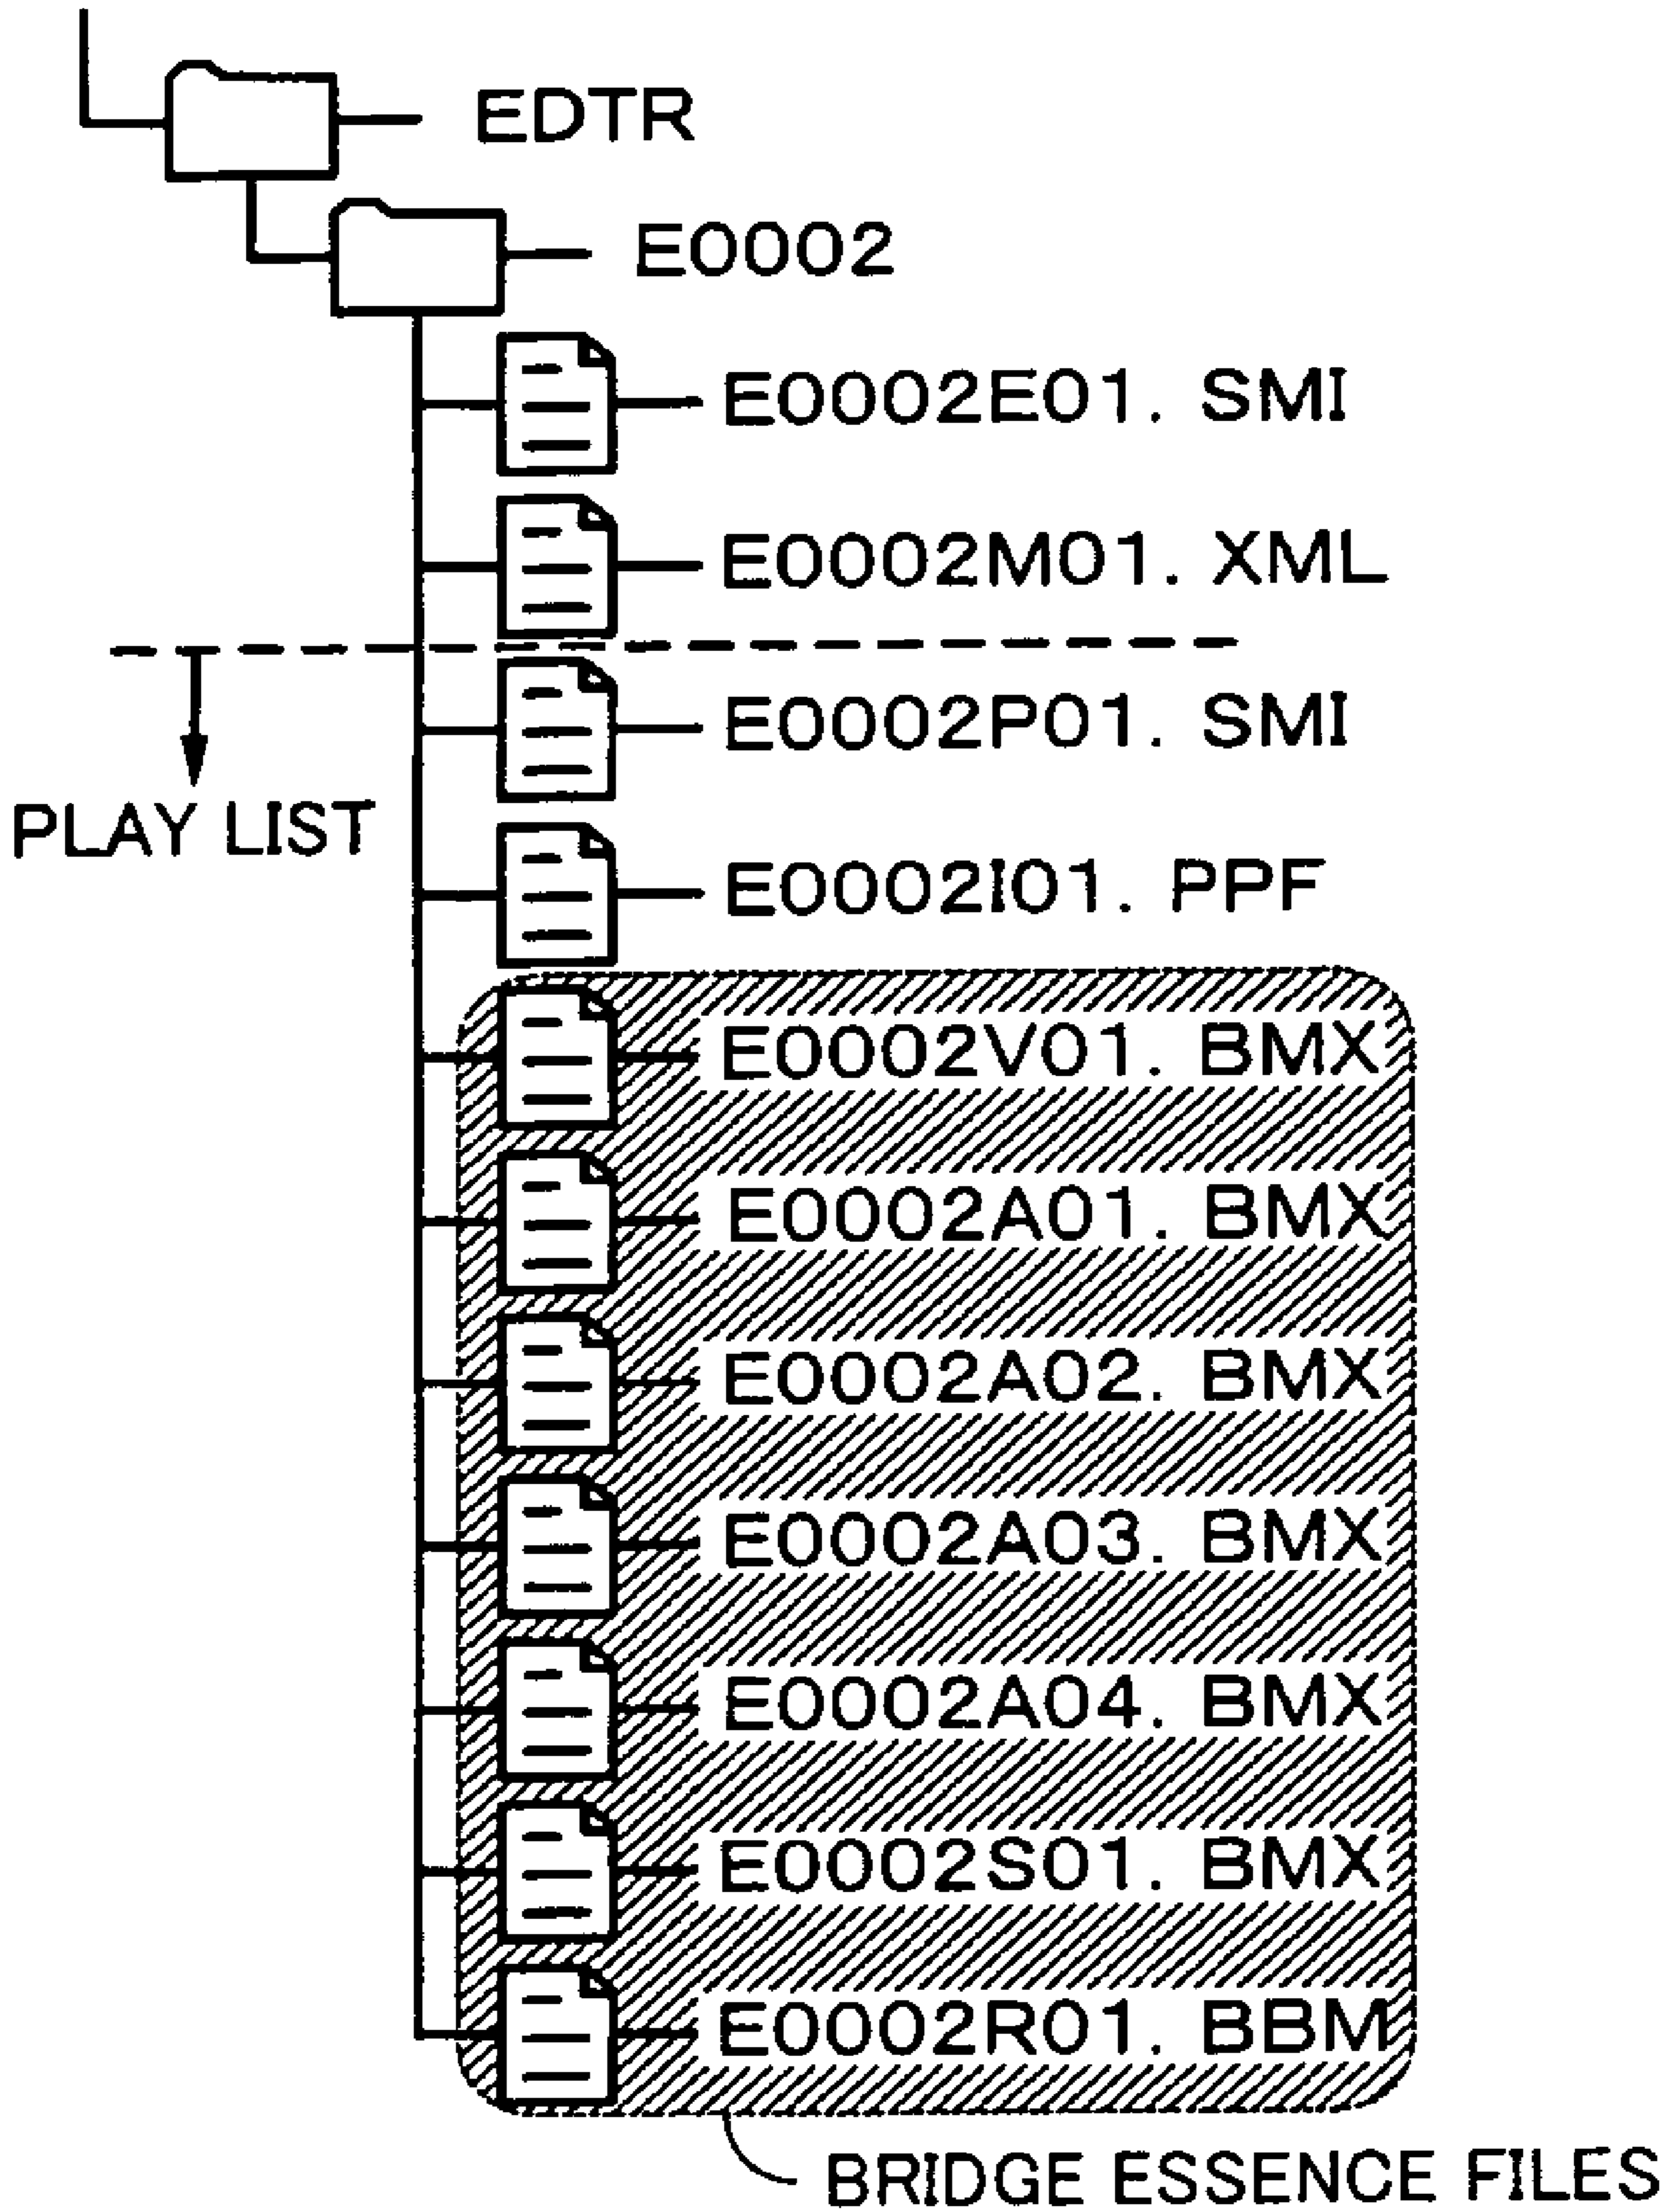 EDTR
E0002
E0002E01. SMI
E0002M01. XML
E0002P01. SMI
PLAY LIST
E0002I01. PPF
E0002V01. BMX
E0002A01. BMX
E0002A02. BMX
E0002A03. BMX
E0002A04. BMX
E0002S01. BMX
E0002R01. BBM
BRIDGE ESSENCE FILES